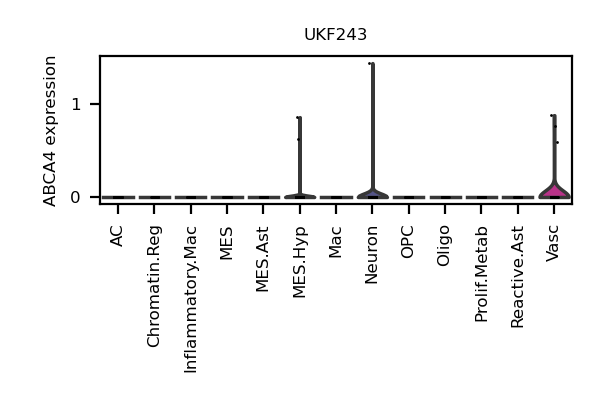 UKF243
ABCA4 expression
1
0
AC
Chromatin.Reg
Inflammatory.Mac
MES
MES.Ast
MES.Hyp
Mac
Neuron
OPC
Oligo
Prolif.Metab
Reactive.Ast
Vasc